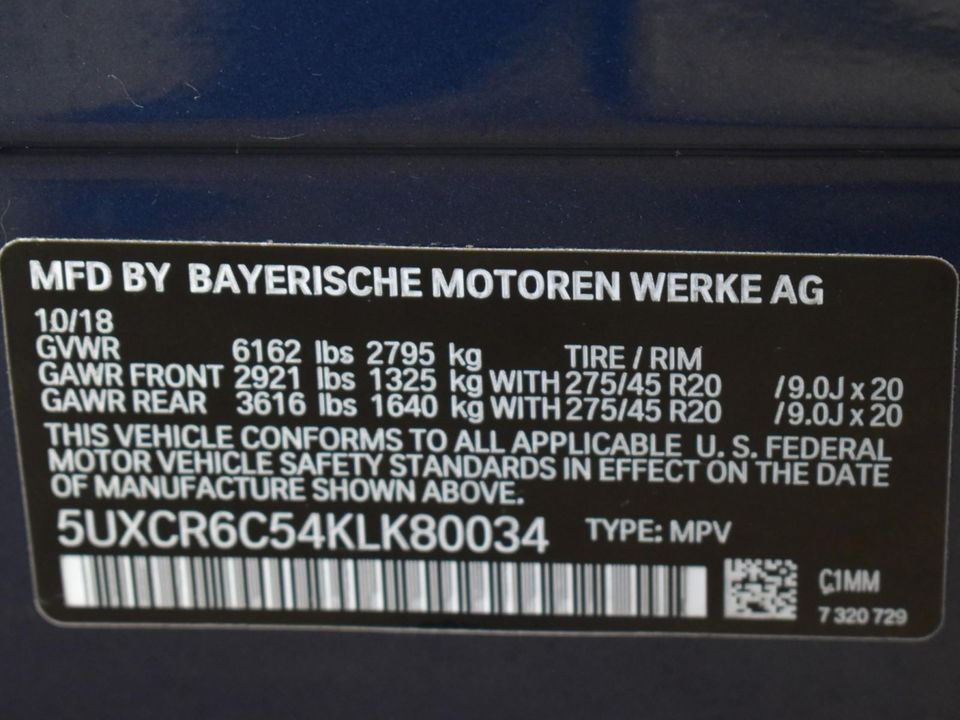 MFD BY BAYERISCHE MOTOREN WERKE AG
10/18
GVWR 6162 lbs 2795 kg TIRE / RIM
GAWR FRONT 2921 lbs 1325 kg WITH 275/45 R20 /9.0J x 20
GAWR REAR 3616 lbs 1640 kg WITH 275/45 R20 /9.0J x 20
THIS VEHICLE CONFORMS TO ALL APPLICABLE U. S. FEDERAL
MOTOR VEHICLE SAFETY STANDARDS IN EFFECT ON THE DATE
OF MANUFACTURE SHOWN ABOVE.
5UXCR6C54KLK80034 TYPE: MPV
C1MM
7 320 729